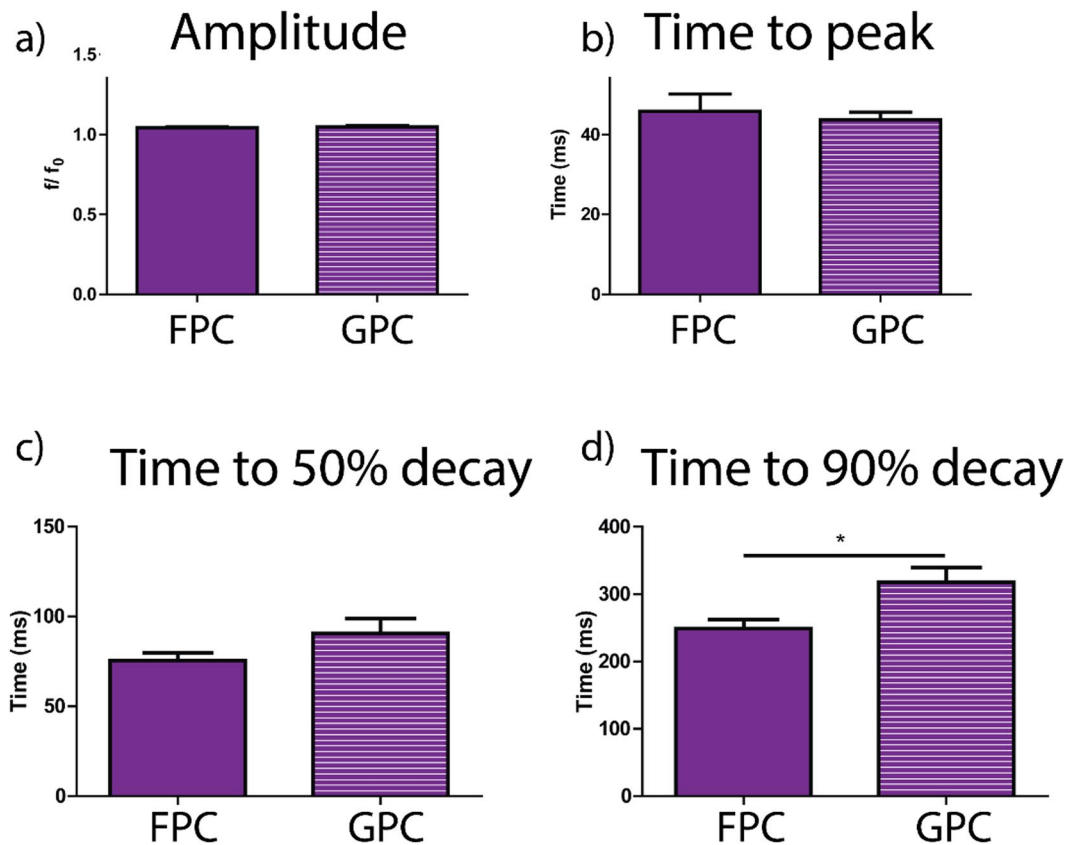 a) Amplitude
1.5
1.0
0.5
0.0
f/ f₀
FPC GPC
b) Time to peak
40
20
0
Time (ms)
FPC GPC
c) Time to 50% decay
150
100
50
0
Time (ms)
FPC GPC
d) Time to 90% decay
400
300
200
100
0
Time (ms)
*
FPC GPC